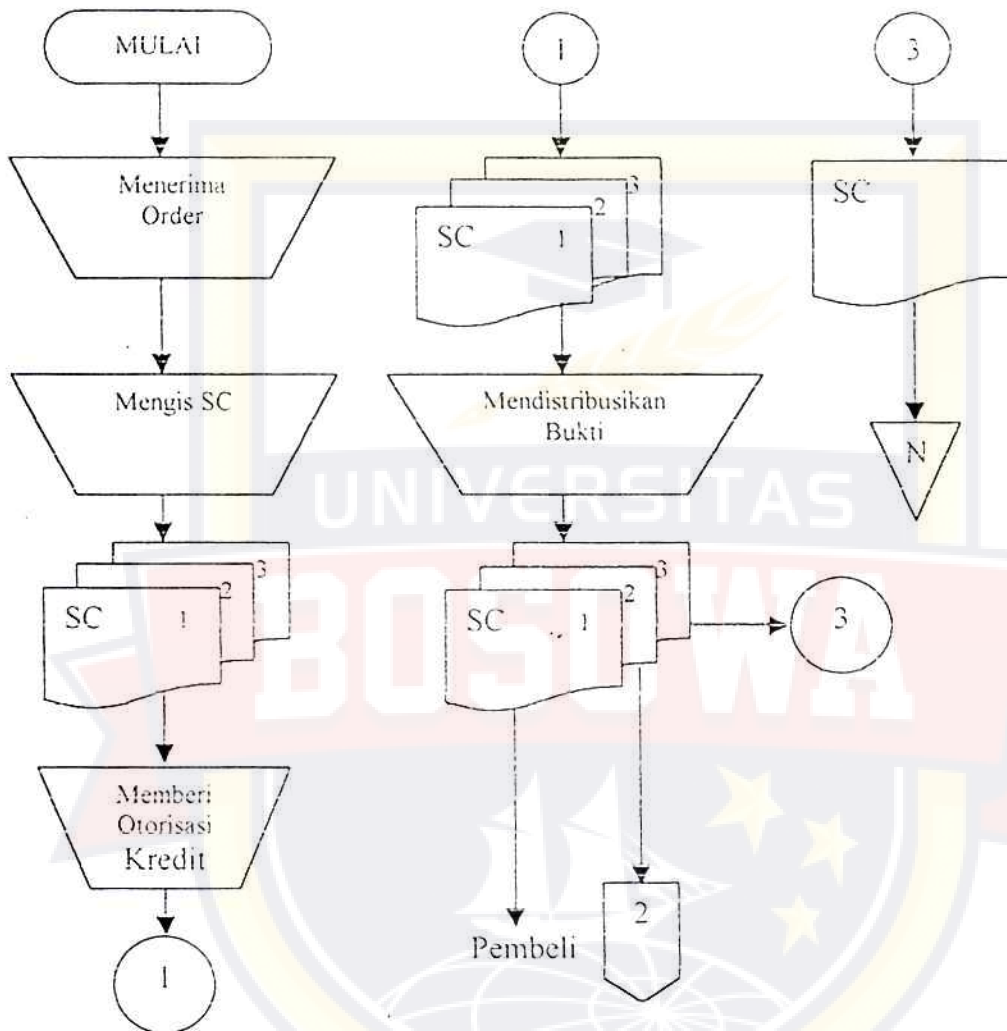 MULAI
Menerima
Order
Mengis SC
SC 1
2
3
Memberi
Otorisasi
Kredit
1
1
SC 1
2
3
Mendistribusikan
Bukti
SC 1
2
3
3
Pembeli
2
3
SC
N
UNIVERSITAS
BOSOWA